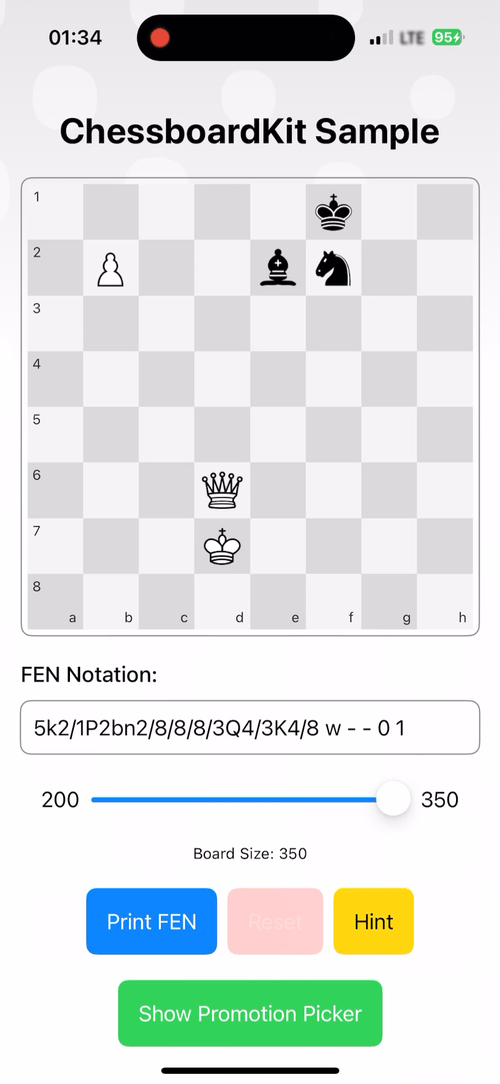 01:34 LTE 95
ChessboardKit Sample
1
2
3
4
5
6
7
8
a b c d e f g h
FEN Notation:
5k2/1P2bn2/8/8/8/3Q4/3K4/8 w - - 0 1
200 350
Board Size: 350
Print FEN Reset Hint
Show Promotion Picker